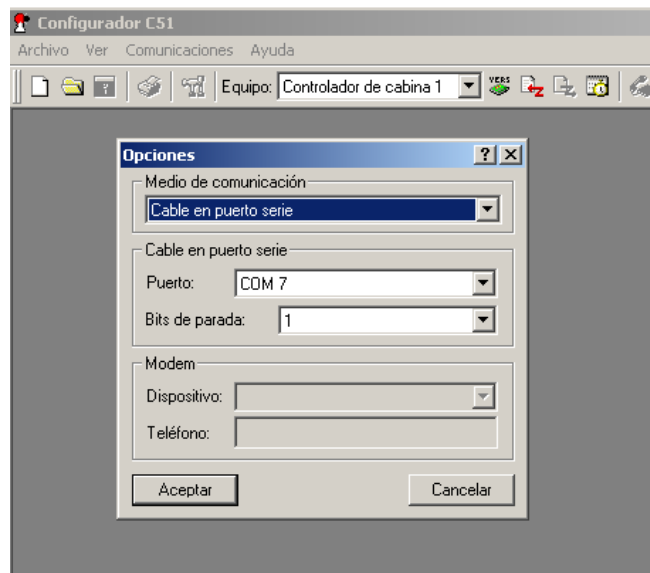 Configurador C51
Archivo Ver Comunicaciones Ayuda
Equipo: Controlador de cabina 1 VERS
Opciones
Medio de comunicación
Cable en puerto serie
Cable en puerto serie
Puerto: COM 7
Bits de parada: 1
Modem
Dispositivo:
Teléfono:
Aceptar Cancelar